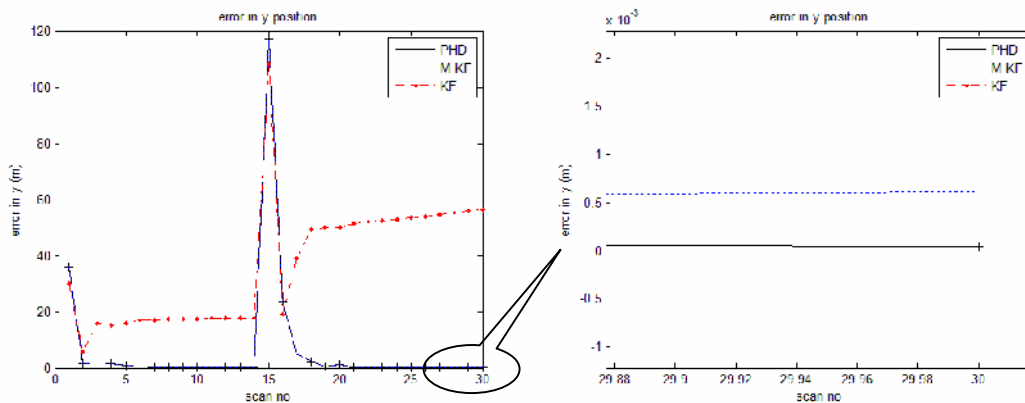 error in y position
120
100
80
60
40
20
0
0 5 10 15 20 25 30
error in y (m)
scan no
PHD
M KF
KF
x 10^-3
error in y position
2
1.5
1
0.5
0
-0.5
-1
29.88 29.9 29.92 29.94 29.96 29.98 30
error in y (m)
scan no
PHD
M KF
KF